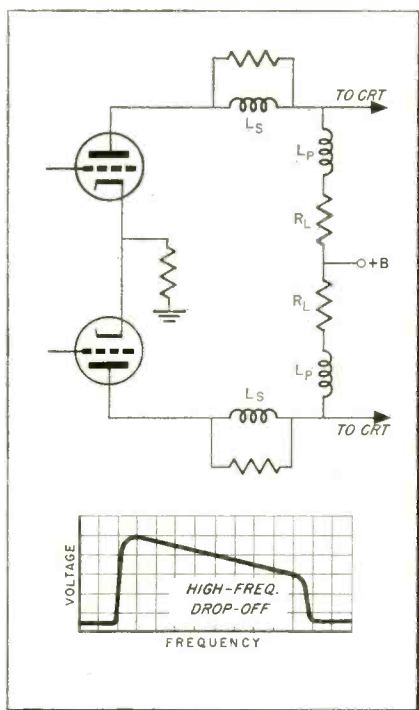 TO CRT
L_S
L_P
R_L
+B
R_L
L_P
L_S
TO CRT
VOLTAGE
HIGH-FREQ.
DROP-OFF
FREQUENCY